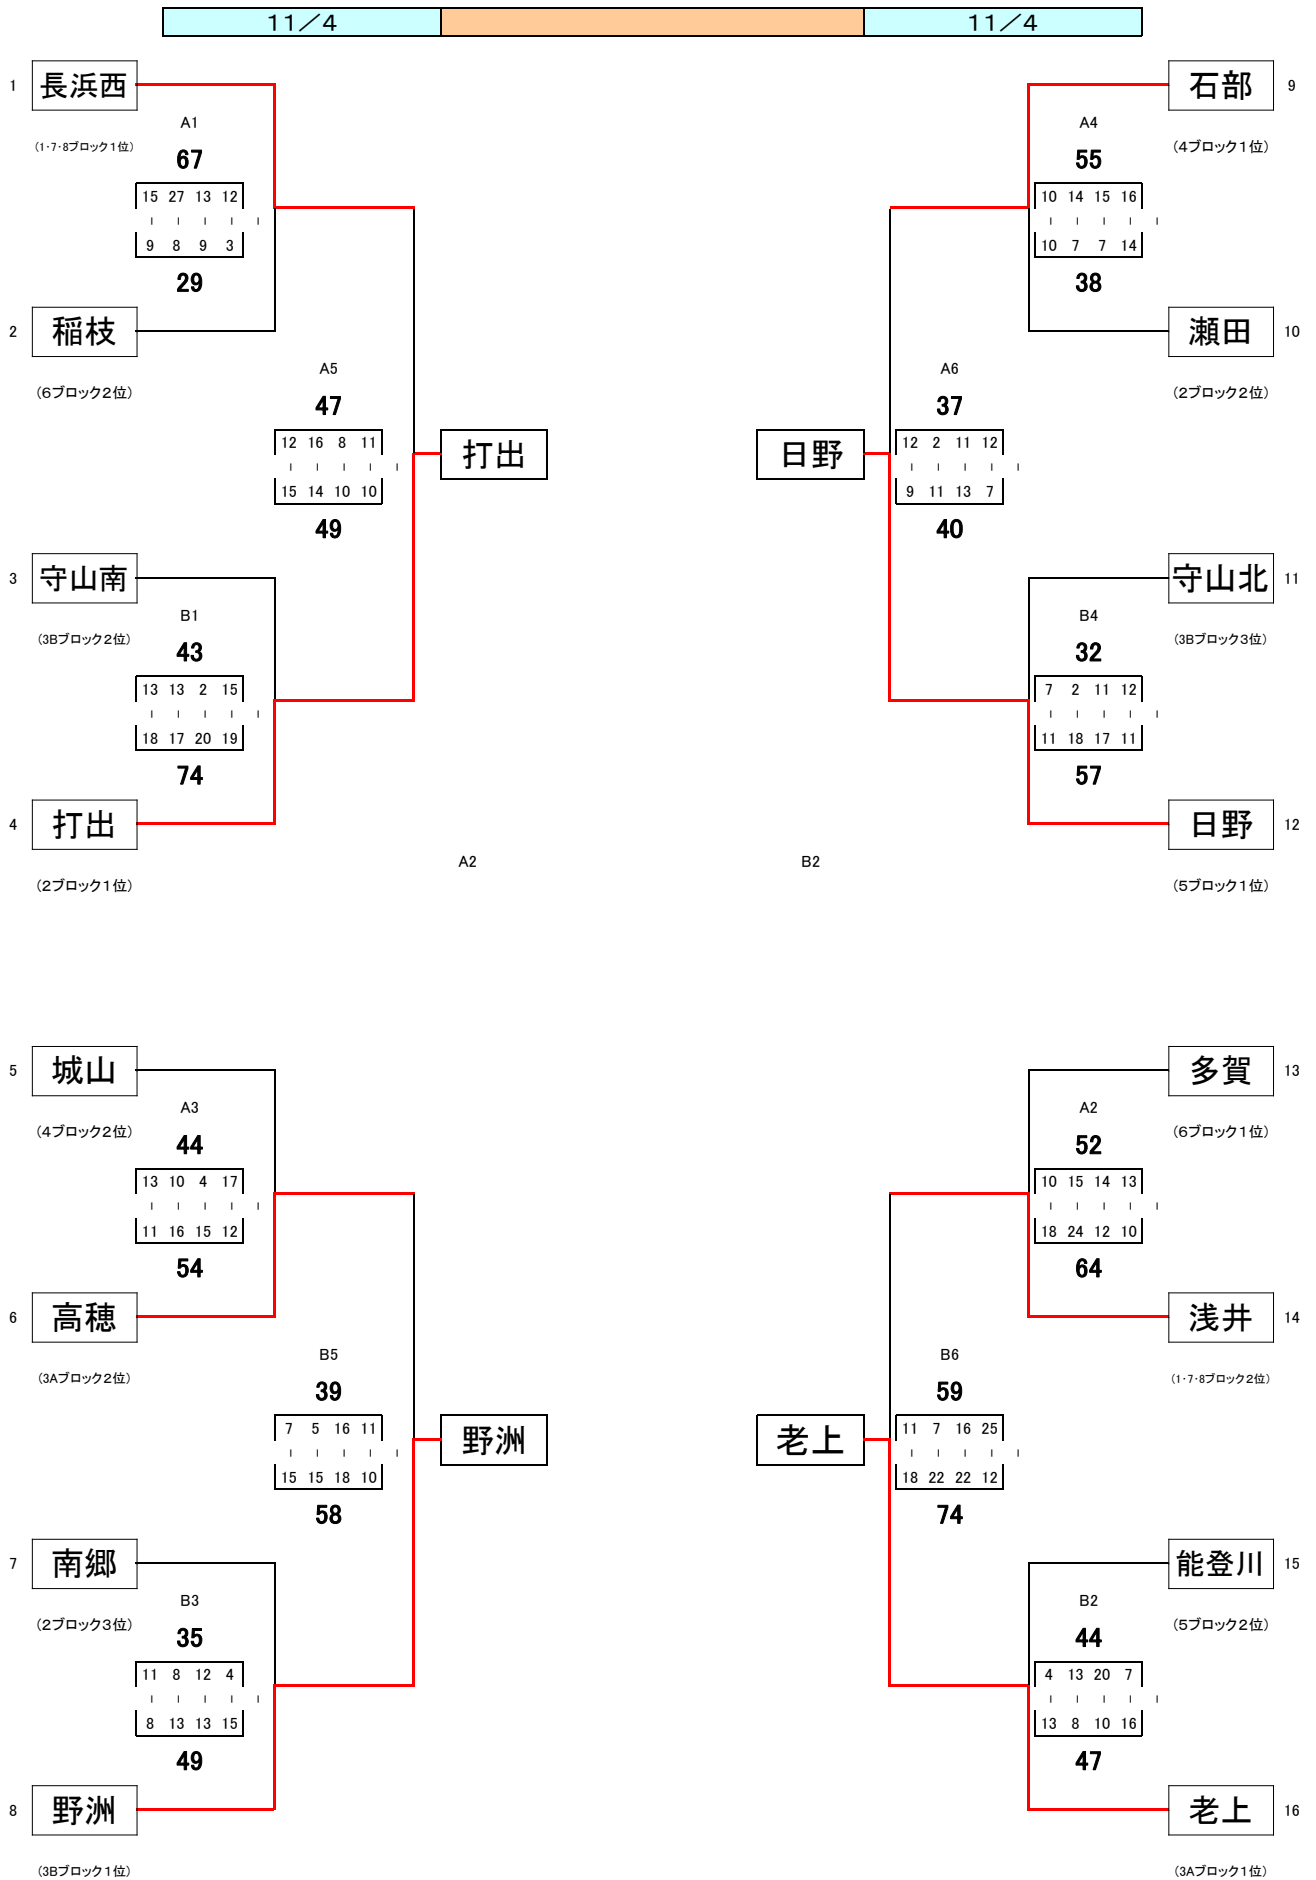 11／4
11／4
1
長浜西
(1・7・8ブロック1位)
A1
67
15 27 13 12
9 8 9 3
29
2
稲枝
(6ブロック2位)
A5
47
12 16 8 11
15 14 10 10
49
打出
3
守山南
(3Bブロック2位)
B1
43
13 13 2 15
18 17 20 19
74
4
打出
(2ブロック1位)
A2
5
城山
(4ブロック2位)
A3
44
13 10 4 17
11 16 15 12
54
6
高穂
(3Aブロック2位)
B5
39
7 5 16 11
15 15 18 10
58
野洲
7
南郷
(2ブロック3位)
B3
35
11 8 12 4
8 13 13 15
49
8
野洲
(3Bブロック1位)
石部
9
(4ブロック1位)
A4
55
10 14 15 16
10 7 7 14
38
瀬田
10
(2ブロック2位)
A6
37
12 2 11 12
9 11 13 7
40
日野
守山北
11
(3Bブロック3位)
B4
32
7 2 11 12
11 18 17 11
57
日野
12
(5ブロック1位)
B2
多賀
13
(6ブロック1位)
A2
52
10 15 14 13
18 24 12 10
64
浅井
14
(1・7・8ブロック2位)
B6
59
11 7 16 25
18 22 22 12
74
老上
能登川
15
(5ブロック2位)
B2
44
4 13 20 7
13 8 10 16
47
老上
16
(3Aブロック1位)